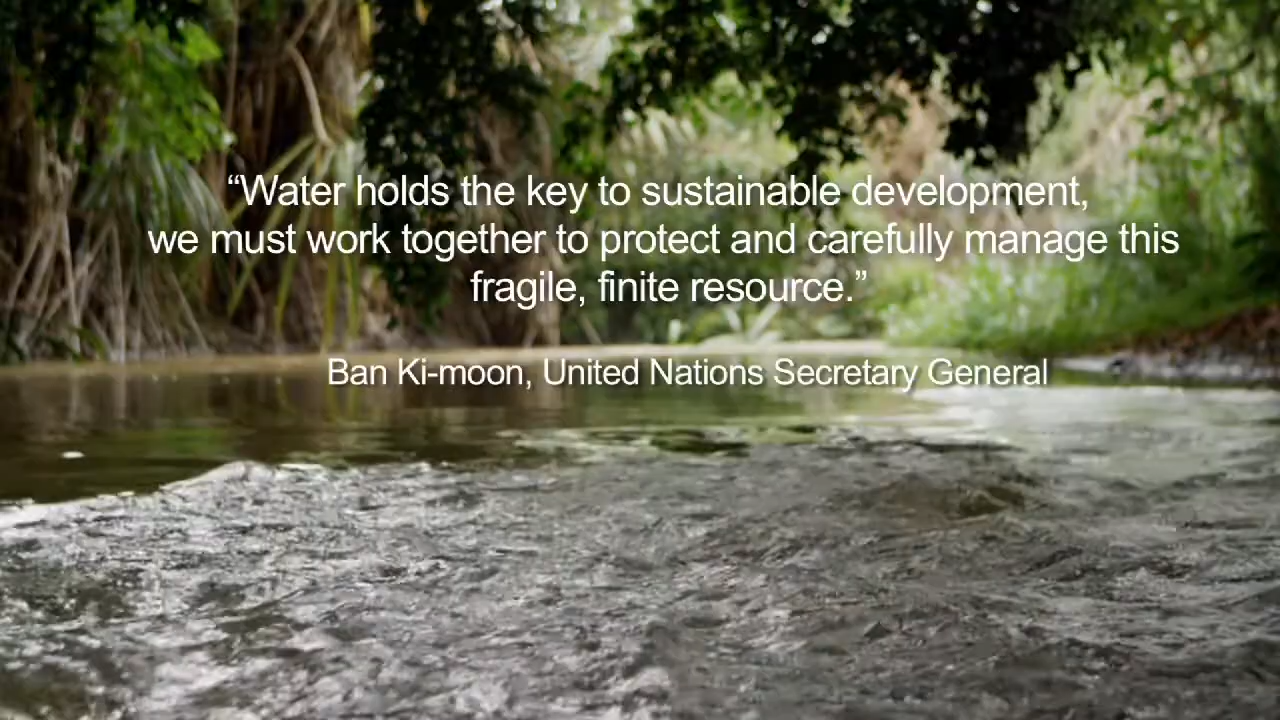 “Water holds the key to sustainable development,
we must work together to protect and carefully manage this
fragile, finite resource.”
Ban Ki-moon, United Nations Secretary General